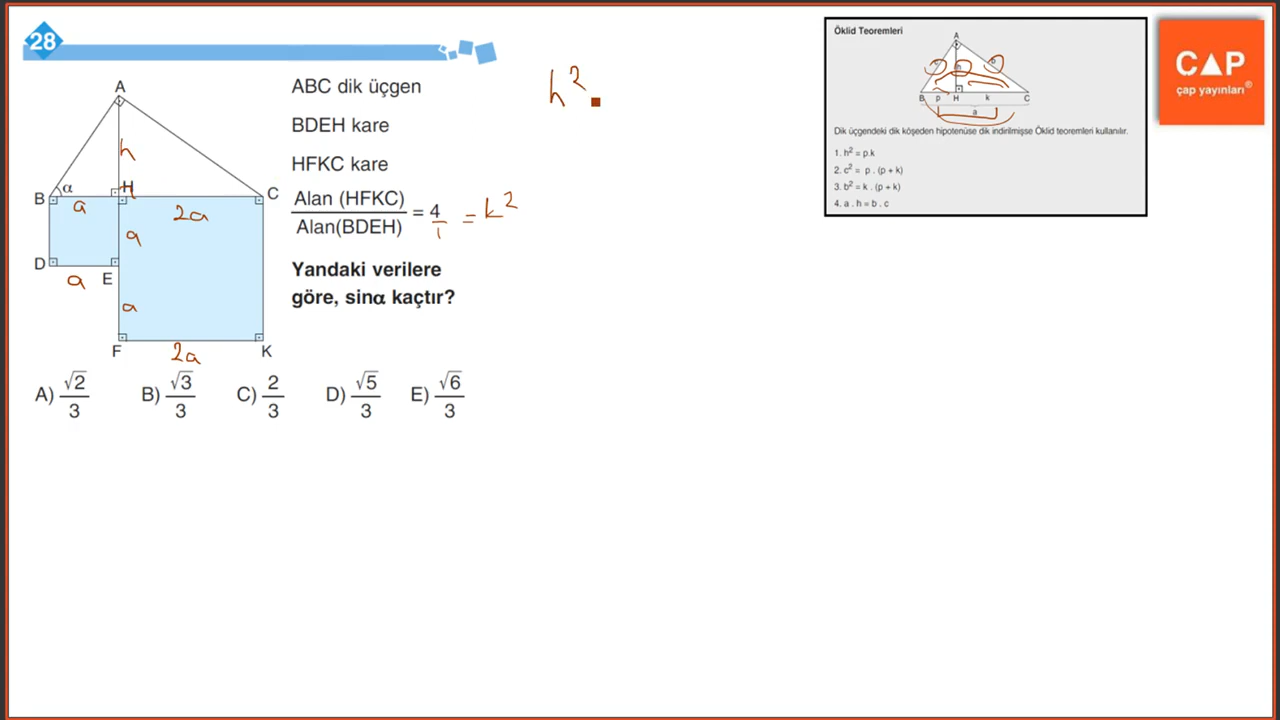 28
ABC dik üçgen
BDEH kare
HFKC kare
Alan (HFKC)
Alan(BDEH)
= 4
1
= k²
Yandaki verilere
göre, sinα kaçtır?
A
h
B
α
H
C
a
2a
a
D
a
E
a
F
2a
K
A) √2/3 B) √3/3 C) 2/3 D) √5/3 E) √6/3
h²
Öklid Teoremleri
A
h
B p H k C
a
Dik üçgendeki dik köşeden hipotenüse dik indirilmişse Öklid teoremleri kullanılır.
1. h² = p.k
2. c² = p . (p + k)
3. b² = k . (p + k)
4. a . h = b . c
CAP
çap yayınları®